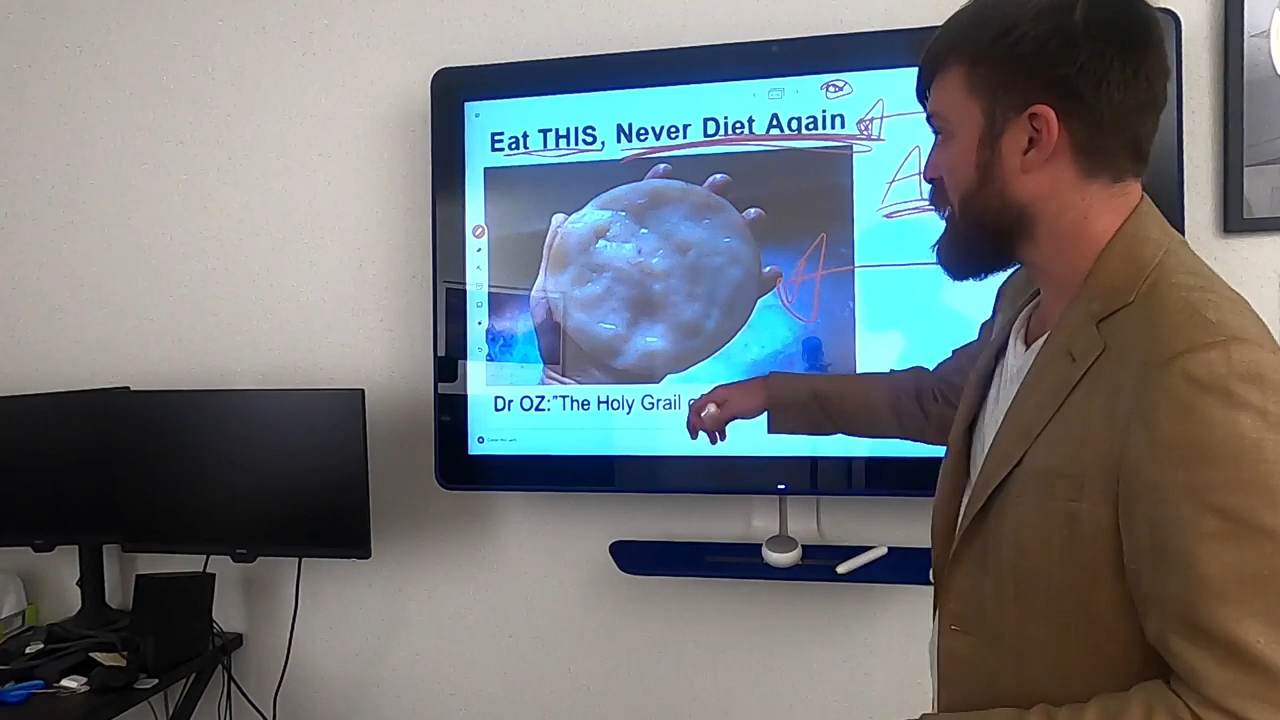 Eat THIS, Never Diet Again A
A
A
Dr OZ:"The Holy Grail